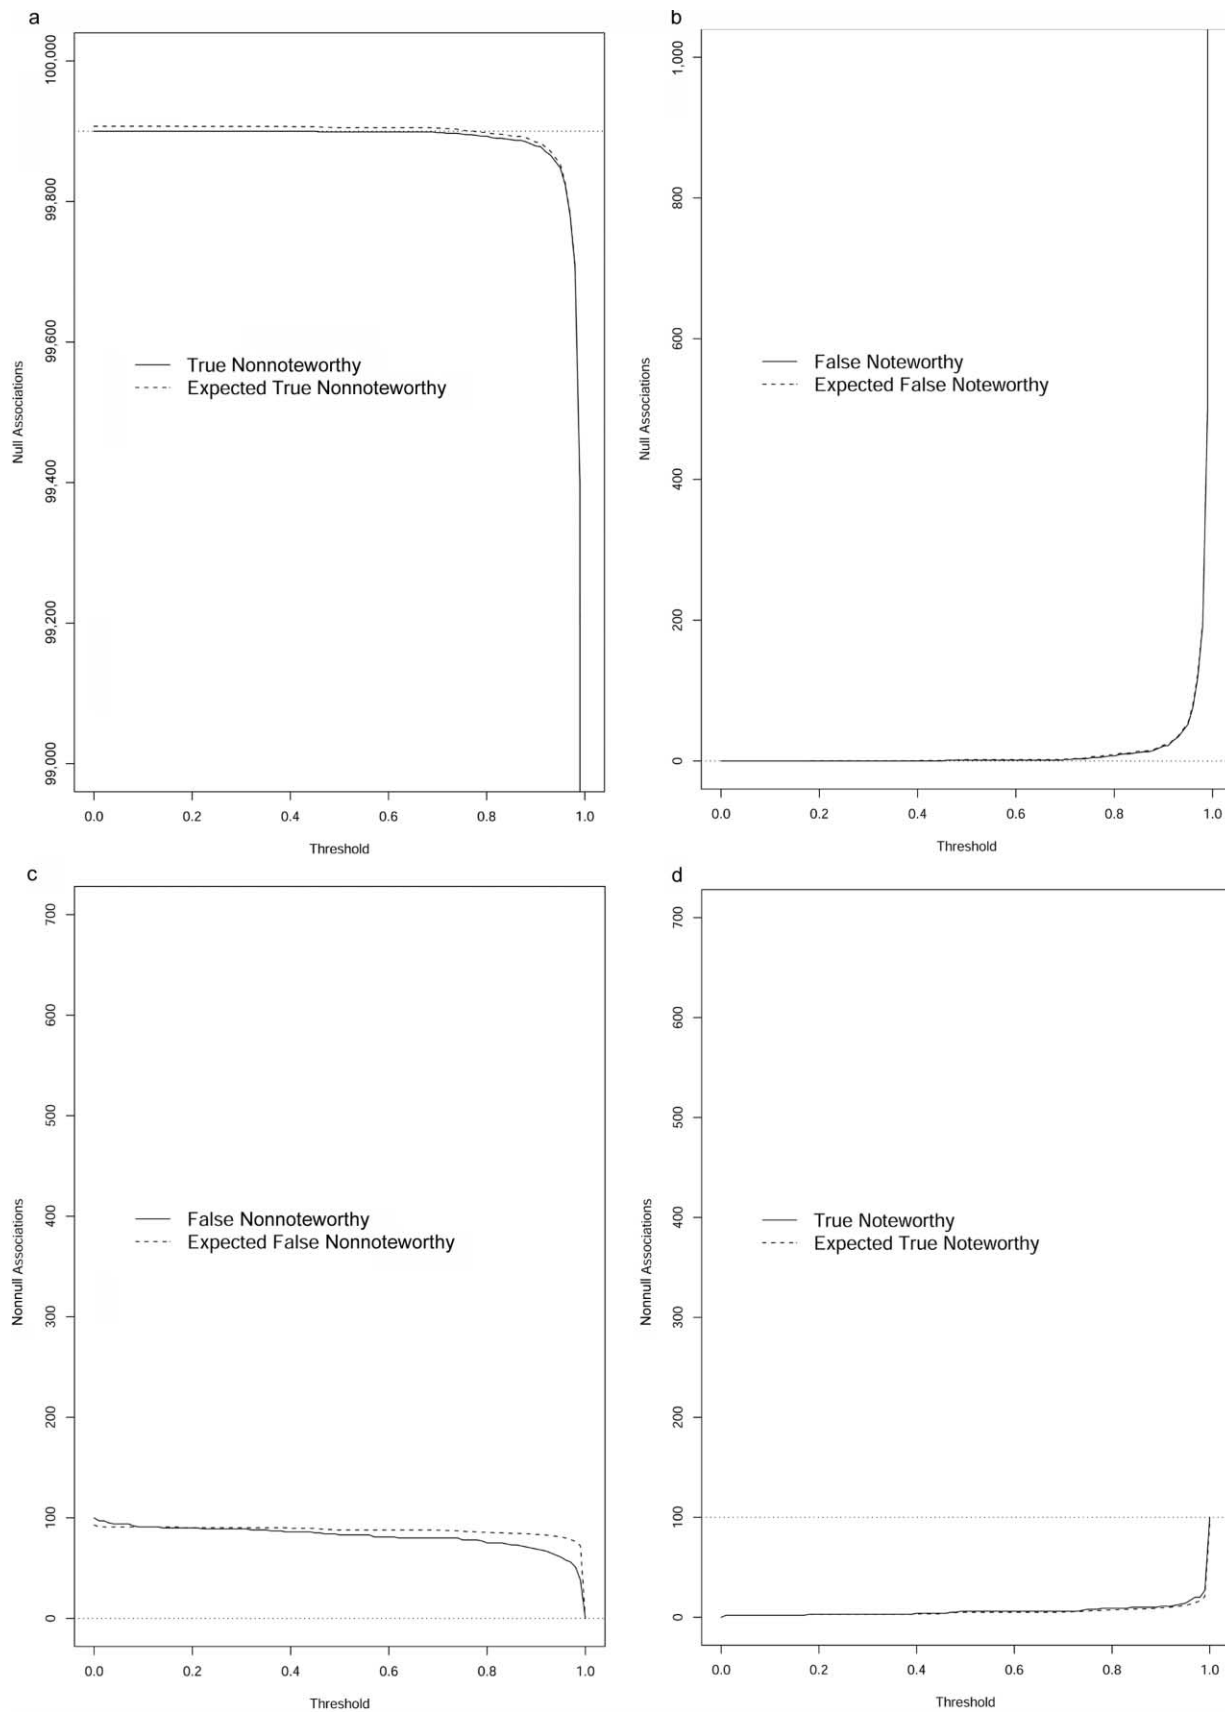 a
100,000
99,800
99,600
99,400
99,200
99,000
Null Associations
True Nonnoteworthy
Expected True Nonnoteworthy
0.0 0.2 0.4 0.6 0.8 1.0
Threshold
b
1,000
800
600
400
200
0
Null Associations
False Noteworthy
Expected False Noteworthy
0.0 0.2 0.4 0.6 0.8 1.0
Threshold
c
700
600
500
400
300
200
100
0
Nonnull Associations
False Nonnoteworthy
Expected False Nonnoteworthy
0.0 0.2 0.4 0.6 0.8 1.0
Threshold
d
700
600
500
400
300
200
100
0
Nonnull Associations
True Noteworthy
Expected True Noteworthy
0.0 0.2 0.4 0.6 0.8 1.0
Threshold